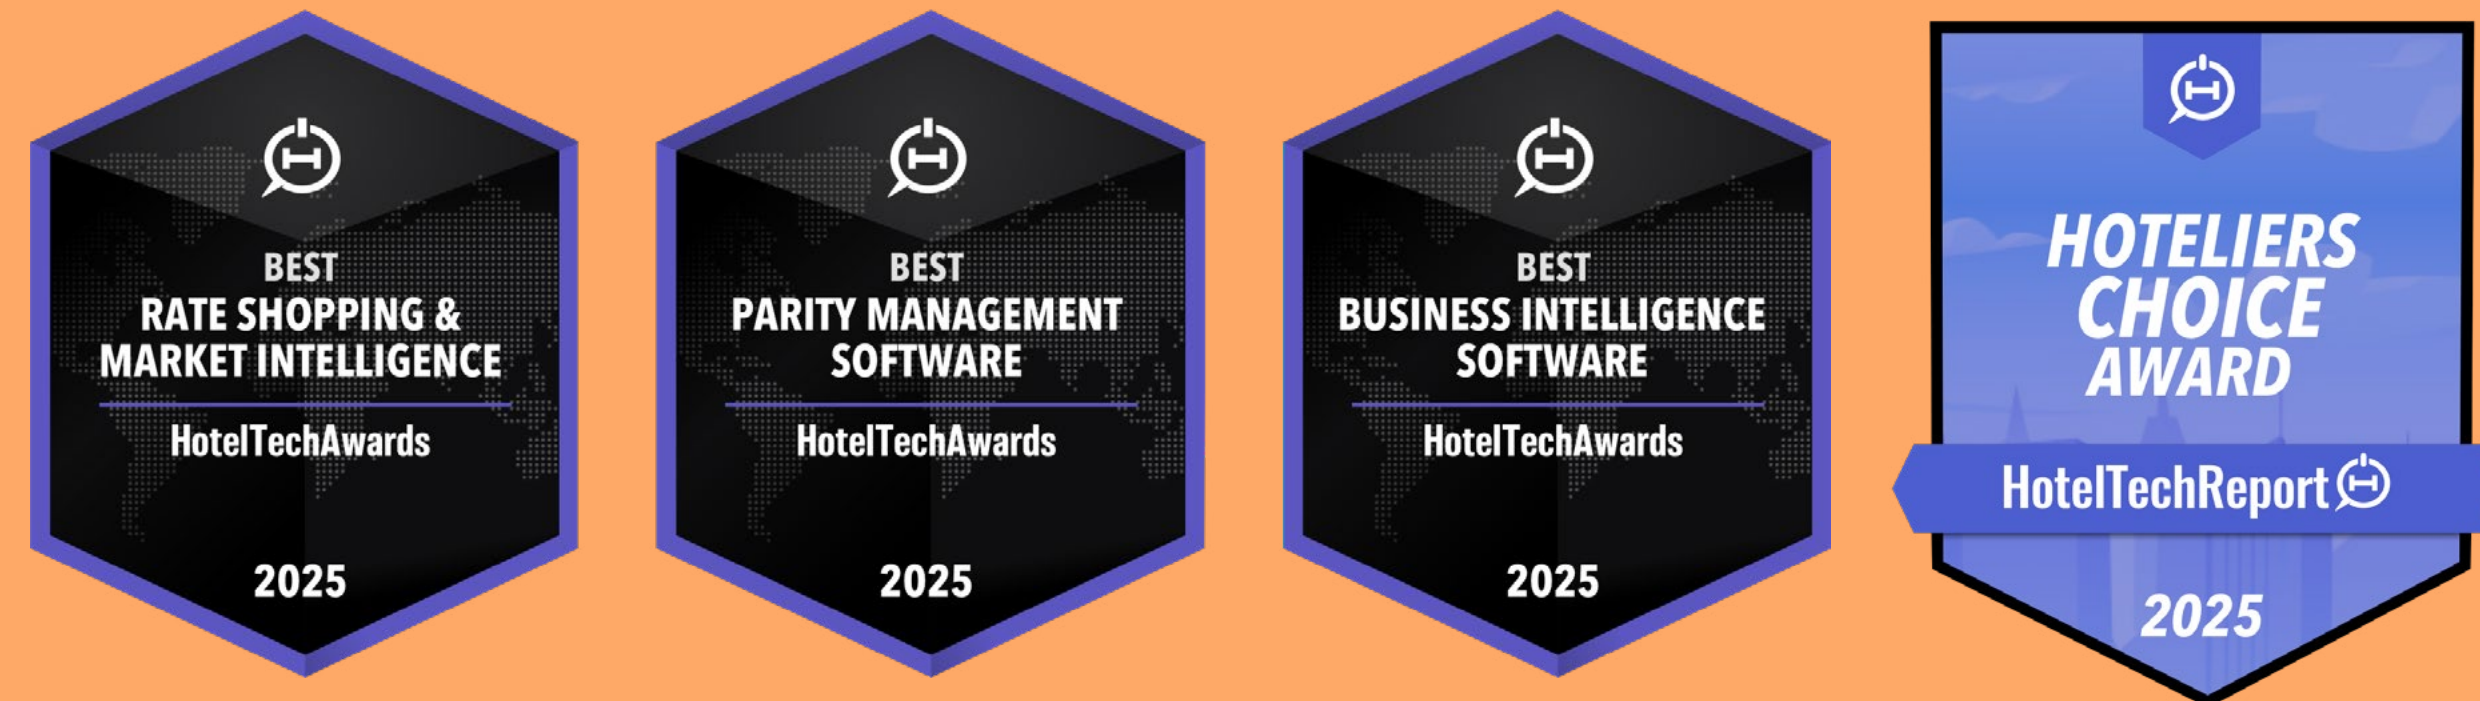 BEST
RATE SHOPPING &
MARKET INTELLIGENCE
HotelTechAwards
2025
BEST
PARITY MANAGEMENT
SOFTWARE
HotelTechAwards
2025
BEST
BUSINESS INTELLIGENCE
SOFTWARE
HotelTechAwards
2025
HOTELIERS
CHOICE
AWARD
HotelTechReport
2025